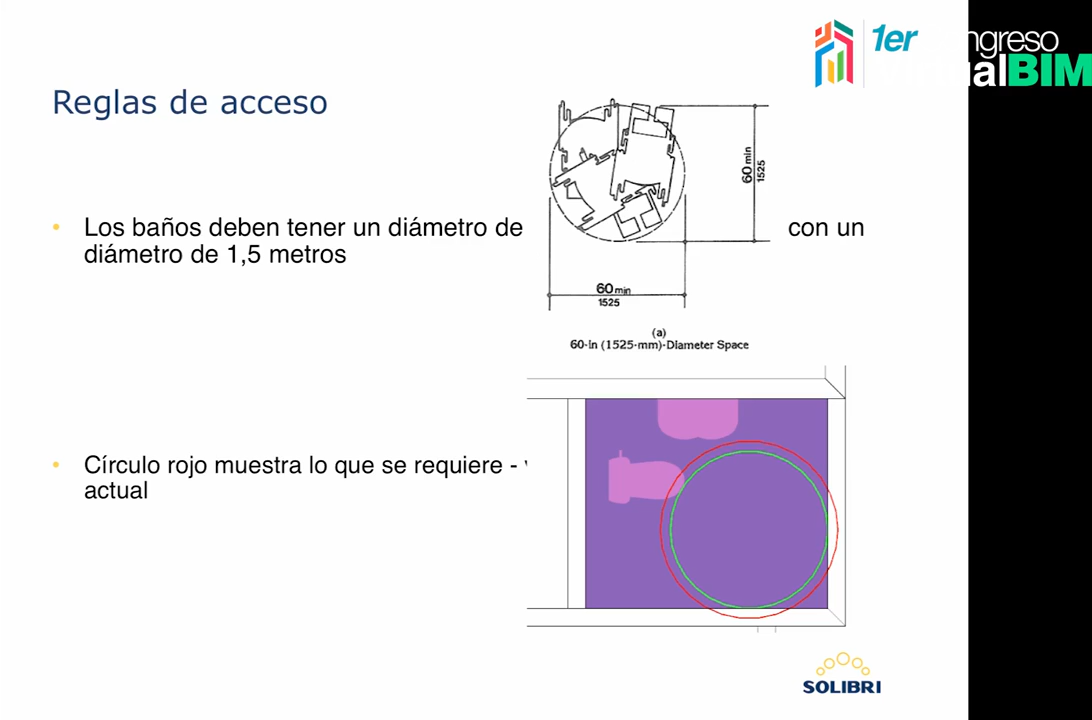 1er ngreso
ualBIM
Reglas de acceso
60 min
1525
• Los baños deben tener un diámetro de con un
diámetro de 1,5 metros
60 min
1525
(a)
60-in (1525-mm)-Diameter Space
• Círculo rojo muestra lo que se requiere -
actual
SOLIBRI